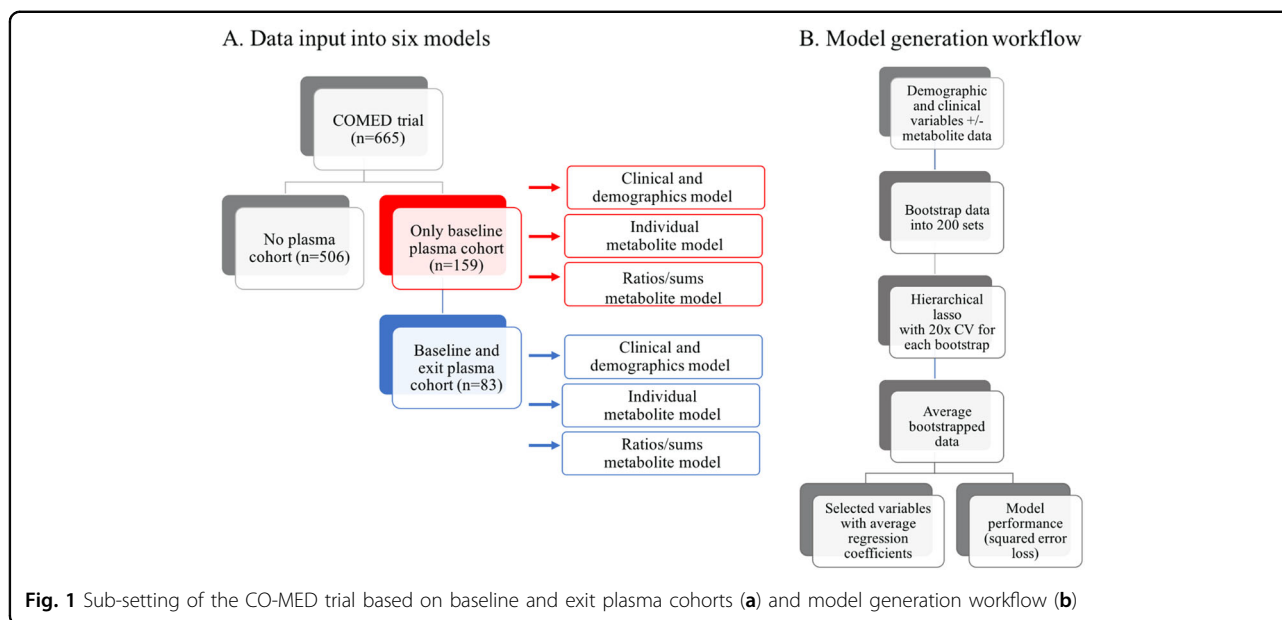 A. Data input into six models
COMED trial
(n=665)
No plasma
cohort (n=506)
Only baseline
plasma cohort
(n=159)
Clinical and
demographics model
Individual
metabolite model
Ratios/sums
metabolite model
Baseline and
exit plasma
cohort (n=83)
Clinical and
demographics model
Individual
metabolite model
Ratios/sums
metabolite model
B. Model generation workflow
Demographic
and clinical
variables +/-
metabolite data
Bootstrap data
into 200 sets
Hierarchical
lasso
with 20x CV for
each bootstrap
Average
bootstrapped
data
Selected variables
with average
regression
coefficients
Model
performance
(squared error
loss)
Fig. 1 Sub-setting of the CO-MED trial based on baseline and exit plasma cohorts (a) and model generation workflow (b)